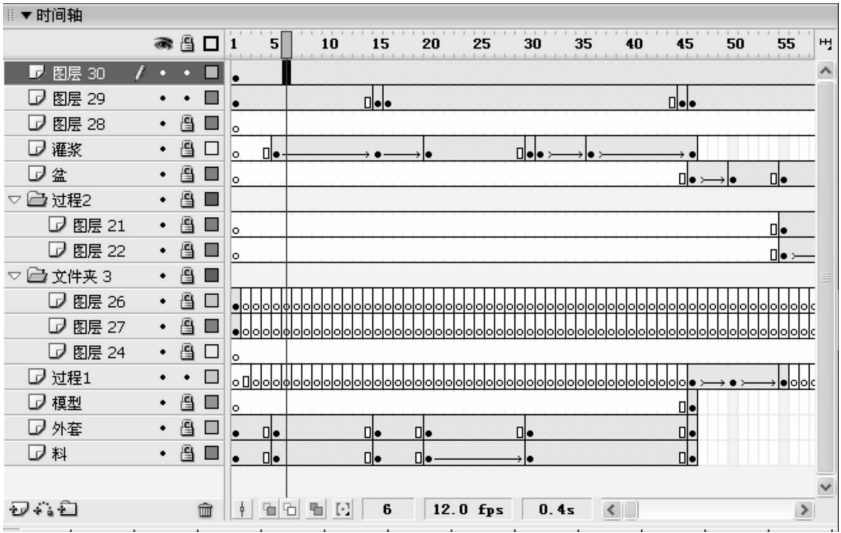 时间轴
1 5 10 15 20 25 30 35 40 45 50 55
图层 30
图层 29
图层 28
灌浆
盆
过程2
图层 21
图层 22
文件夹 3
图层 26
图层 27
图层 24
过程1
模型
外套
料
6 12.0 fps 0.4s